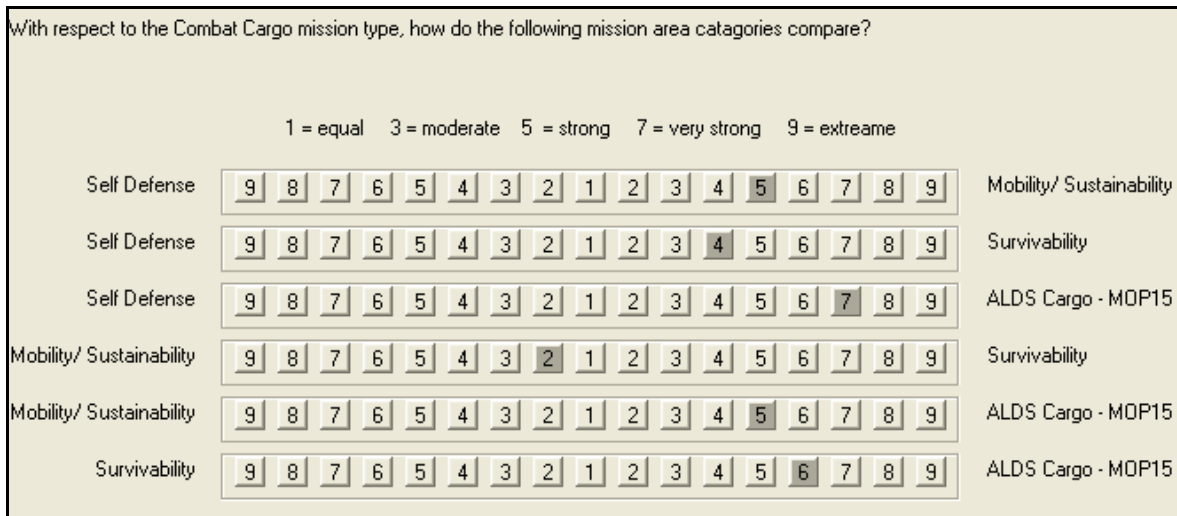 With respect to the Combat Cargo mission type, how do the following mission area catagories compare?
1 = equal 3 = moderate 5 = strong 7 = very strong 9 = extreame
Self Defense 9 8 7 6 5 4 3 2 1 2 3 4 5 6 7 8 9 Mobility/ Sustainability
Self Defense 9 8 7 6 5 4 3 2 1 2 3 4 5 6 7 8 9 Survivability
Self Defense 9 8 7 6 5 4 3 2 1 2 3 4 5 6 7 8 9 ALDS Cargo - MOP15
Mobility/ Sustainability 9 8 7 6 5 4 3 2 1 2 3 4 5 6 7 8 9 Survivability
Mobility/ Sustainability 9 8 7 6 5 4 3 2 1 2 3 4 5 6 7 8 9 ALDS Cargo - MOP15
Survivability 9 8 7 6 5 4 3 2 1 2 3 4 5 6 7 8 9 ALDS Cargo - MOP15